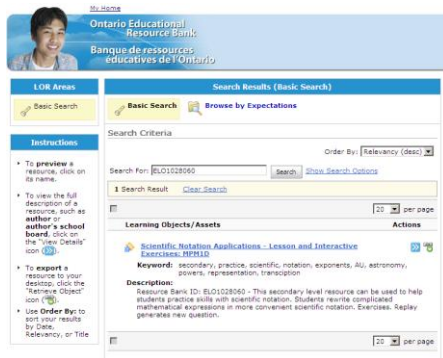 My Home
Ontario Educational
Resource Bank
Banque de ressources
éducatives de l'Ontario
LOR Areas
Basic Search
Instructions
• To preview a
resource, click on
its name.
• To view the full
description of a
resource, such as
author or
author's school
board, click on
the "View Details"
icon ( ).
• To export a
resource to your
desktop, click the
"Retrieve Object"
icon ( ).
• Use Order By: to
sort your results
by Date,
Relevancy, or Title
Search Results (Basic Search)
Basic Search Browse by Expectations
Search Criteria
Order By: Relevancy (desc)
Search For: ELO1028060 Search Show Search Options
1 Search Result Clear Search
20 per page
Learning Objects/Assets Actions
Scientific Notation Applications - Lesson and Interactive
Exercises: MPM1D
Keyword: secondary, practice, scientific, notation, exponents, AU, astronomy,
powers, representation, transciption
Description:
Resource Bank ID: ELO1028060 - This secondary level resource can be used to help
students practice skills with scientific notation. Students rewrite complicated
mathematical expressions in more convenient scientific notation. Exercises. Replay
generates new question.
20 per page